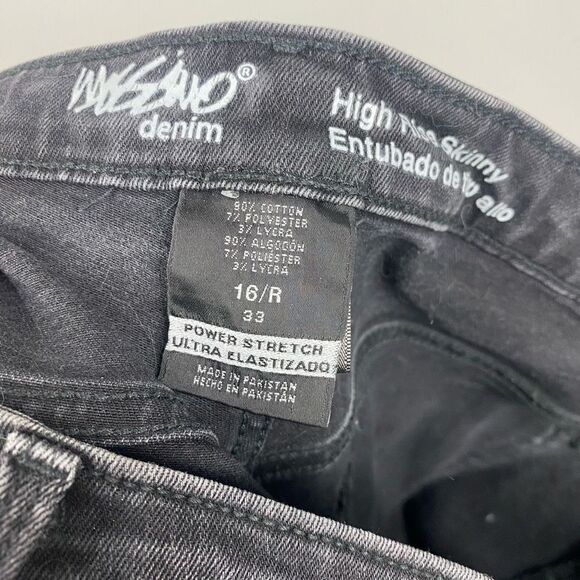 MOSSIMO®
denim
High Rise Skinny
Entubado de tiro alto
90% COTTON
7% POLYESTER
3% LYCRA
90% ALGODÓN
7% POLIÉSTER
3% LYCRA
16/R
33
POWER STRETCH
ULTRA ELASTIZADO
MADE IN PAKISTAN
HECHO EN PAKISTÁN